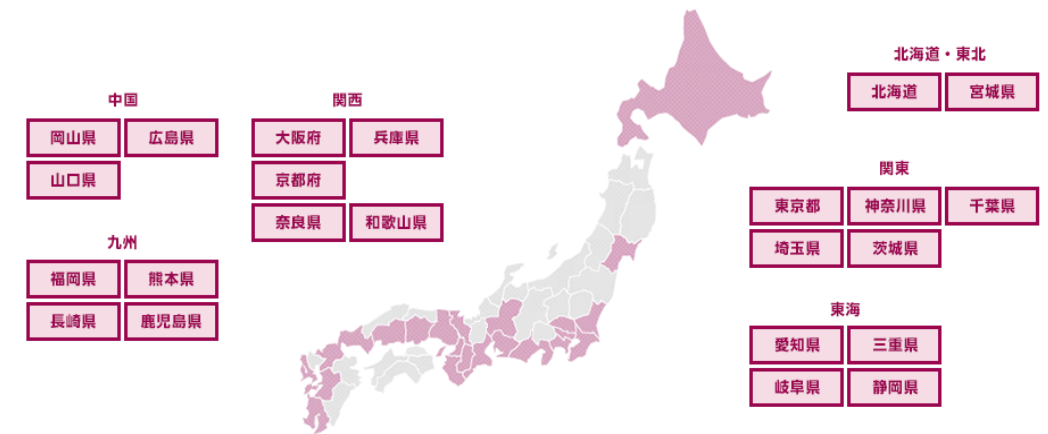 北海道・東北
北海道 宮城県
中国
岡山県 広島県
山口県
関西
大阪府 兵庫県
京都府
奈良県 和歌山県
関東
東京都 神奈川県 千葉県
埼玉県 茨城県
九州
福岡県 熊本県
長崎県 鹿児島県
東海
愛知県 三重県
岐阜県 静岡県